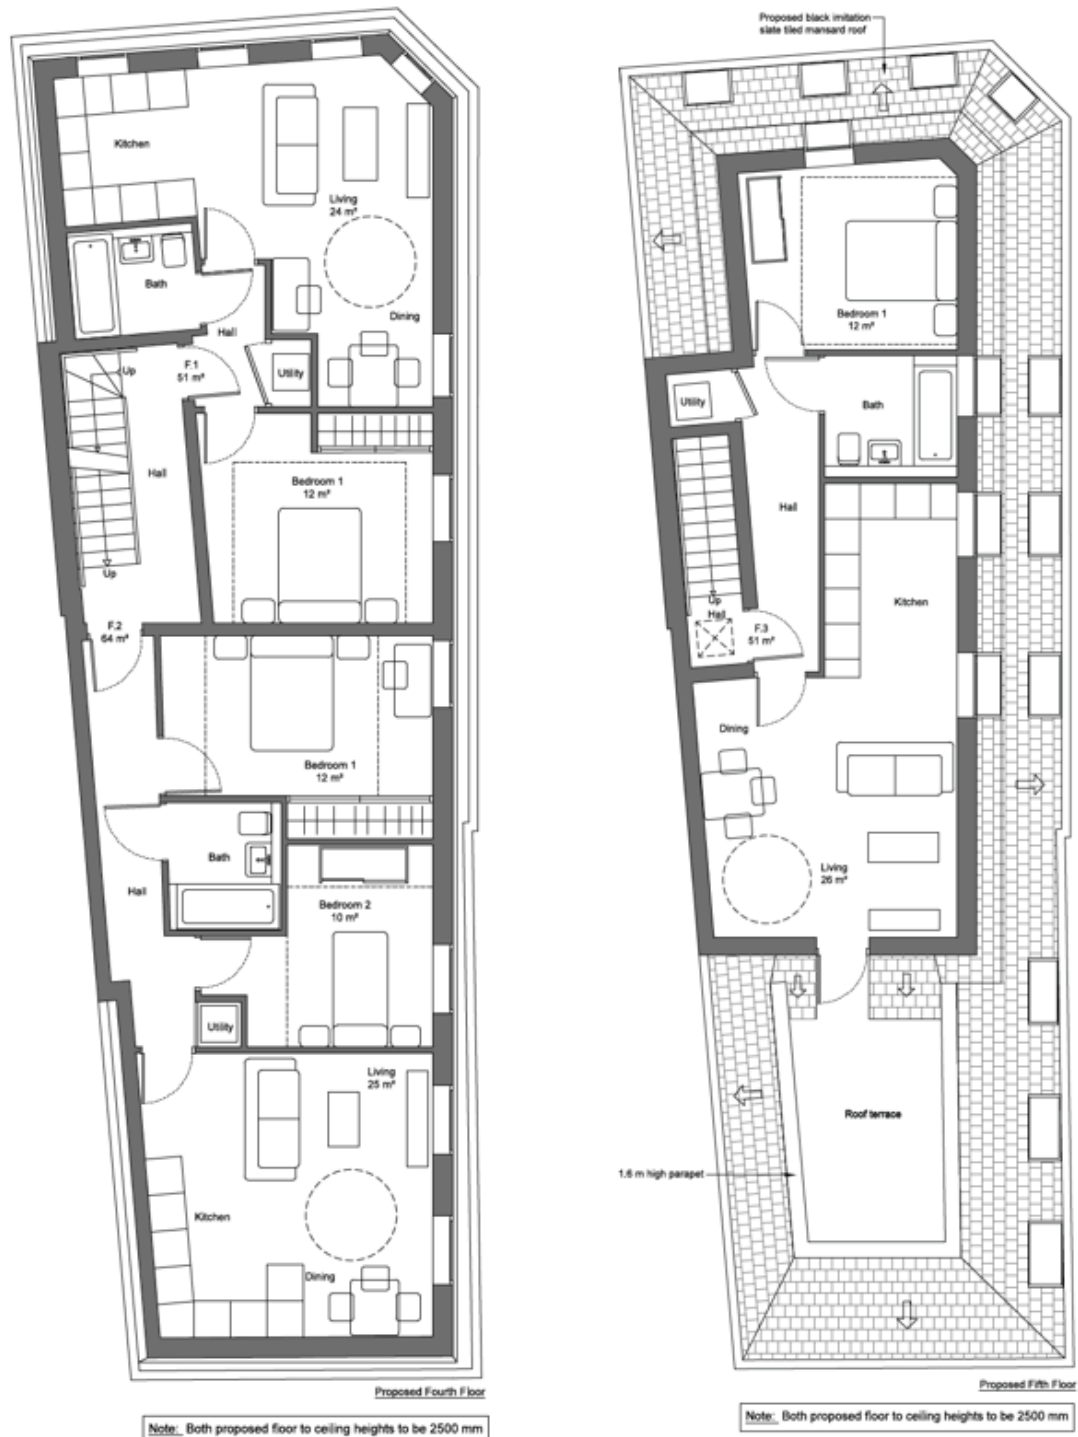 Kitchen
Living
24 m²
Bath
Dining
Hall
Utility
F.1
51 m²
Up
Hall
Up
Bedroom 1
12 m²
F.2
64 m²
Bedroom 1
12 m²
Bath
Hall
Bedroom 2
10 m²
Utility
Living
25 m²
Kitchen
Dining
Proposed Fourth Floor
Note: Both proposed floor to ceiling heights to be 2500 mm
Proposed black imitation
slate tiled mansard roof
Bedroom 1
12 m²
Utility
Bath
Hall
Kitchen
Up
Hall
F.3
51 m²
Dining
Living
26 m²
Roof terrace
1.6 m high parapet
Proposed Fifth Floor
Note: Both proposed floor to ceiling heights to be 2500 mm